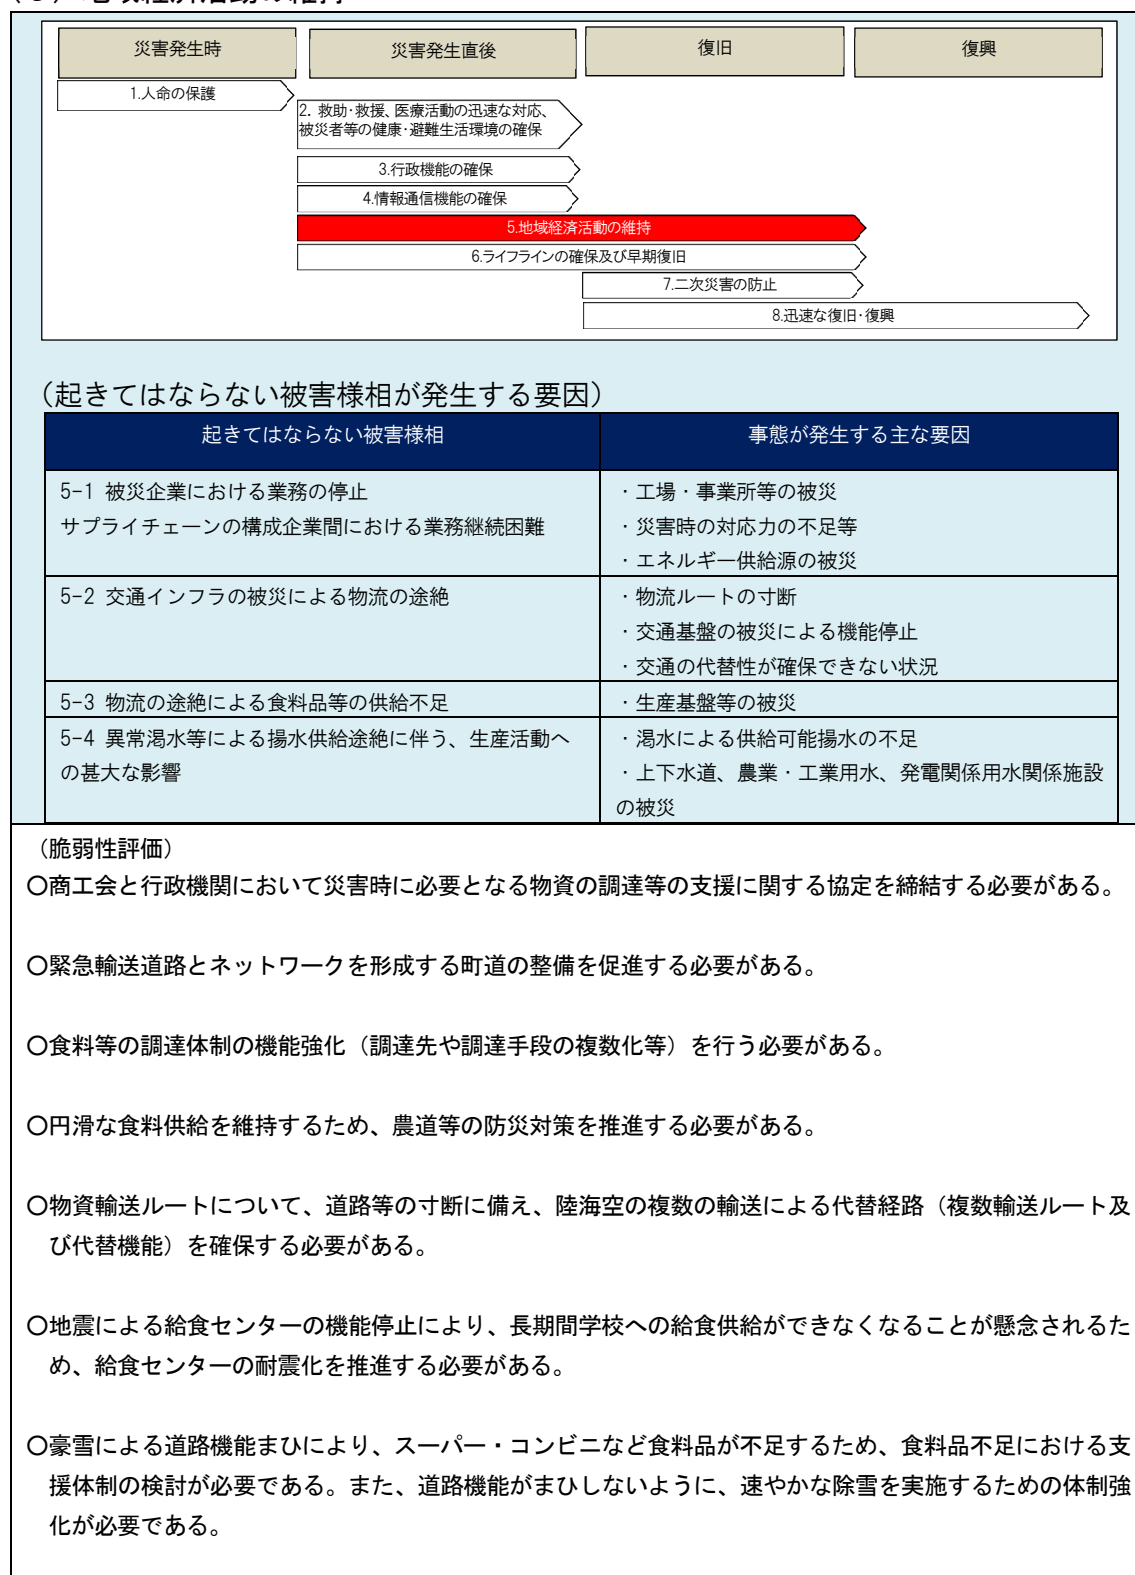 災害発生時
災害発生直後
復旧
復興
1.人命の保護
2. 救助･救援、医療活動の迅速な対応、
被災者等の健康･避難生活環境の確保
3.行政機能の確保
4.情報通信機能の確保
5.地域経済活動の維持
6.ライフラインの確保及び早期復旧
7.二次災害の防止
8.迅速な復旧･復興
（起きてはならない被害様相が発生する要因）
起きてはならない被害様相
事態が発生する主な要因
5-1 被災企業における業務の停止
サプライチェーンの構成企業間における業務継続困難
・工場・事業所等の被災
・災害時の対応力の不足等
・エネルギー供給源の被災
5-2 交通インフラの被災による物流の途絶
・物流ルートの寸断
・交通基盤の被災による機能停止
・交通の代替性が確保できない状況
5-3 物流の途絶による食料品等の供給不足
・生産基盤等の被災
5-4 異常渇水等による揚水供給途絶に伴う、生産活動へ
の甚大な影響
・渇水による供給可能揚水の不足
・上下水道、農業・工業用水、発電関係用水関係施設
の被災
（脆弱性評価）
〇商工会と行政機関において災害時に必要となる物資の調達等の支援に関する協定を締結する必要がある。
〇緊急輸送道路とネットワークを形成する町道の整備を促進する必要がある。
〇食料等の調達体制の機能強化（調達先や調達手段の複数化等）を行う必要がある。
〇円滑な食料供給を維持するため、農道等の防災対策を推進する必要がある。
〇物資輸送ルートについて、道路等の寸断に備え、陸海空の複数の輸送による代替経路（複数輸送ルート及
び代替機能）を確保する必要がある。
〇地震による給食センターの機能停止により、長期間学校への給食供給ができなくなることが懸念されるた
め、給食センターの耐震化を推進する必要がある。
〇豪雪による道路機能まひにより、スーパー・コンビニなど食料品が不足するため、食料品不足における支
援体制の検討が必要である。また、道路機能がまひしないように、速やかな除雪を実施するための体制強
化が必要である。